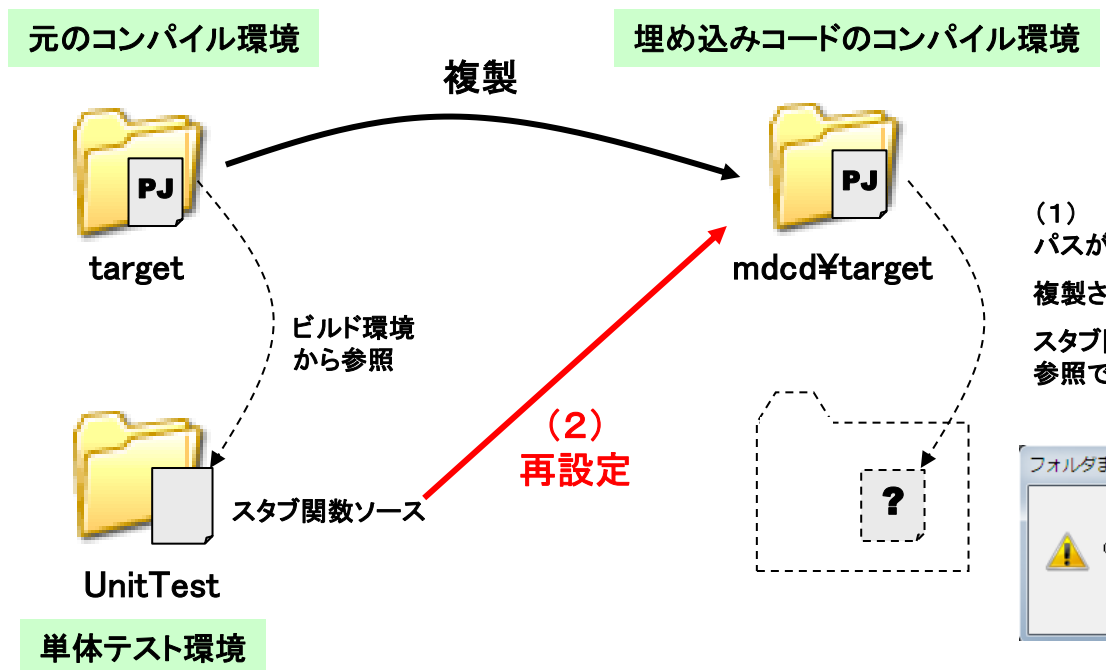 元のコンパイル環境
埋め込みコードのコンパイル環境
複製
PJ
PJ
target
mdcd¥target
(1)
パスが
複製さ
スタブ
参照で
ビルド環境
から参照
(2)
再設定
フォルダま
?
スタブ関数ソース
UnitTest
単体テスト環境